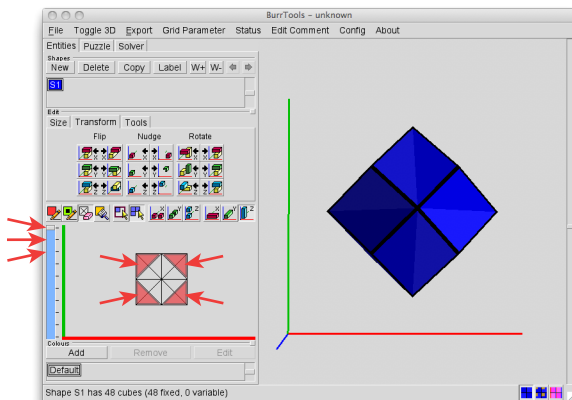 BurrTools – unknown
File Toggle 3D Export Grid Parameter Status Edit Comment Config About
Entities Puzzle Solver
Shapes
New Delete Copy Label W+ W-
S1
Edit
Size Transform Tools
Flip Nudge Rotate
Colours
Add Remove Edit
Default
Shape S1 has 48 cubes (48 fixed, 0 variable)